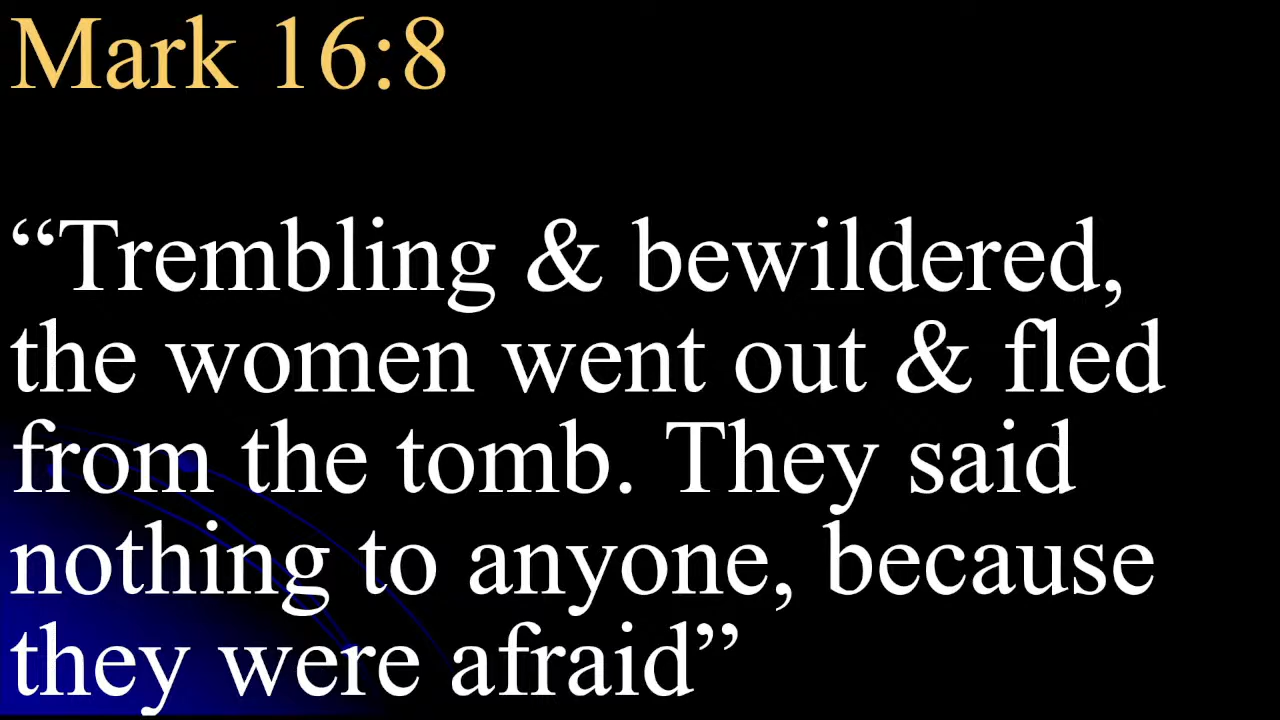 Mark 16:8
“Trembling & bewildered,
the women went out & fled
from the tomb. They said
nothing to anyone, because
they were afraid”